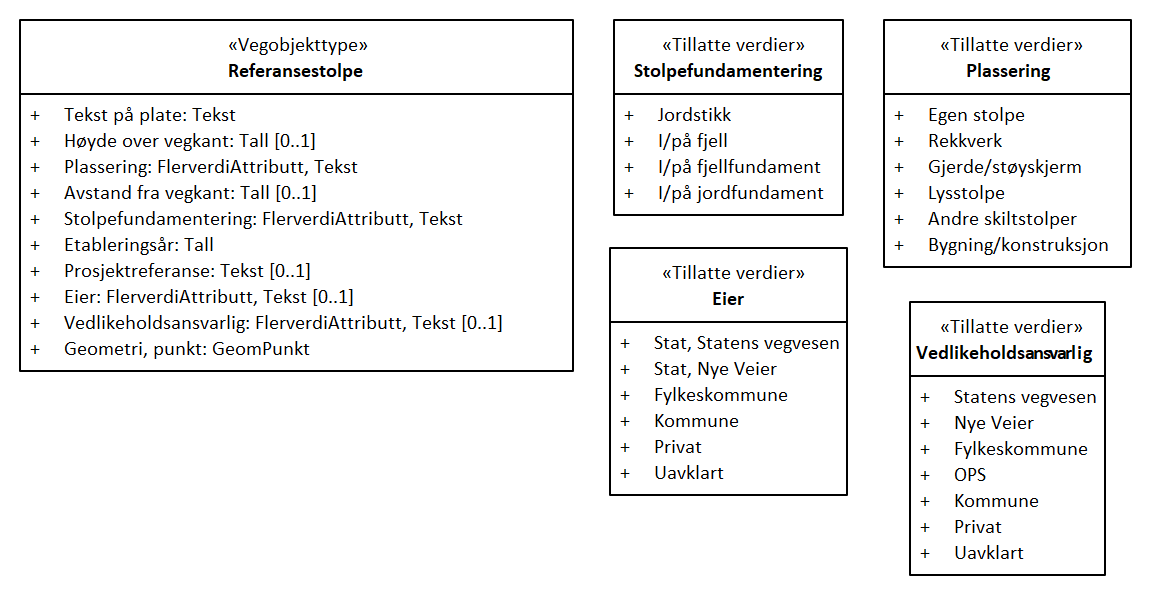 «Vegobjekttype»
Referansestolpe
+ Tekst på plate: Tekst
+ Høyde over vegkant: Tall [0..1]
+ Plassering: FlerverdiAttributt, Tekst
+ Avstand fra vegkant: Tall [0..1]
+ Stolpefundamentering: FlerverdiAttributt, Tekst
+ Etableringsår: Tall
+ Prosjektreferanse: Tekst [0..1]
+ Eier: FlerverdiAttributt, Tekst [0..1]
+ Vedlikeholdsansvarlig: FlerverdiAttributt, Tekst [0..1]
+ Geometri, punkt: GeomPunkt
«Tillatte verdier»
Stolpefundamentering
+ Jordstikk
+ I/på fjell
+ I/på fjellfundament
+ I/på jordfundament
«Tillatte verdier»
Plassering
+ Egen stolpe
+ Rekkverk
+ Gjerde/støyskjerm
+ Lysstolpe
+ Andre skiltstolper
+ Bygning/konstruksjon
«Tillatte verdier»
Eier
+ Stat, Statens vegvesen
+ Stat, Nye Veier
+ Fylkeskommune
+ Kommune
+ Privat
+ Uavklart
«Tillatte verdier»
Vedlikeholdsansvarlig
+ Statens vegvesen
+ Nye Veier
+ Fylkeskommune
+ OPS
+ Kommune
+ Privat
+ Uavklart